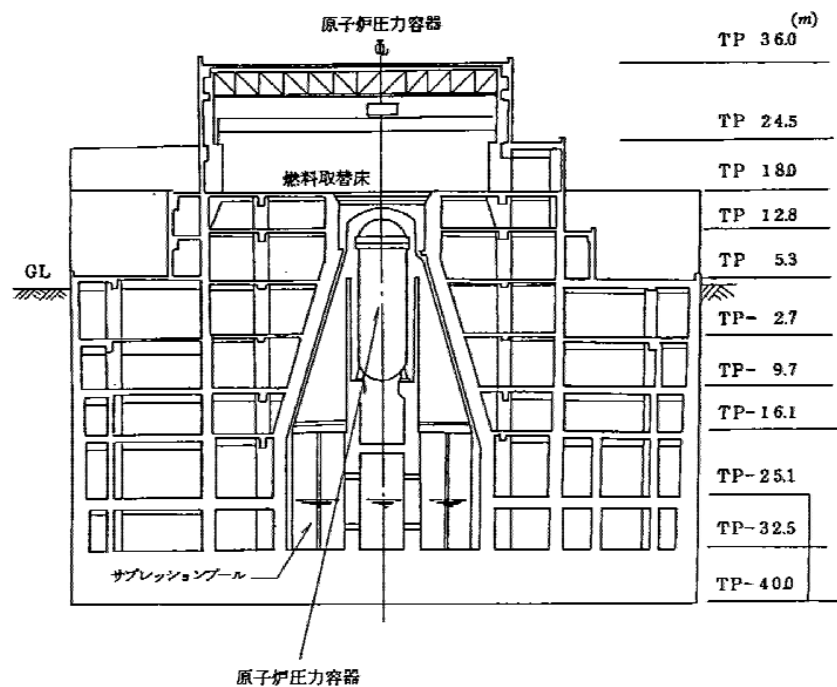 原子炉圧力容器
℄
(m)
TP 36.0
TP 24.5
TP 18.0
TP 12.8
TP 5.3
TP- 2.7
TP- 9.7
TP-16.1
TP-25.1
TP-32.5
TP-40.0
燃料取替床
GL
サプレッションプール
原子炉圧力容器